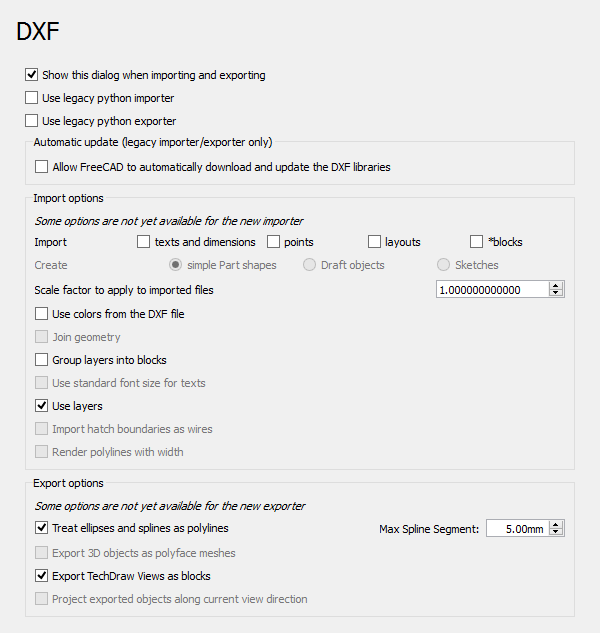 DXF
Show this dialog when importing and exporting
Use legacy python importer
Use legacy python exporter
Automatic update (legacy importer/exporter only)
Allow FreeCAD to automatically download and update the DXF libraries
Import options
Some options are not yet available for the new importer
Import texts and dimensions points layouts *blocks
Create simple Part shapes Draft objects Sketches
Scale factor to apply to imported files 1.000000000000
Use colors from the DXF file
Join geometry
Group layers into blocks
Use standard font size for texts
Use layers
Import hatch boundaries as wires
Render polylines with width
Export options
Some options are not yet available for the new exporter
Treat ellipses and splines as polylines Max Spline Segment: 5.00mm
Export 3D objects as polyface meshes
Export TechDraw Views as blocks
Project exported objects along current view direction